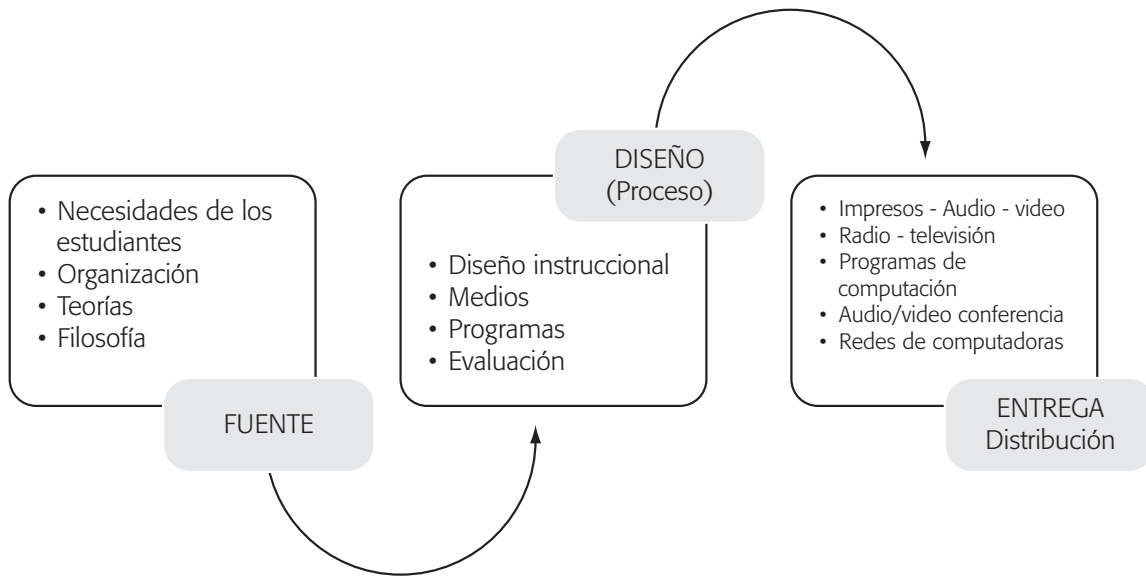 • Necesidades de los
estudiantes
• Organización
• Teorías
• Filosofía
FUENTE
DISEÑO
(Proceso)
• Diseño instruccional
• Medios
• Programas
• Evaluación
• Impresos - Audio - video
• Radio - televisión
• Programas de
computación
• Audio/video conferencia
• Redes de computadoras
ENTREGA
Distribución